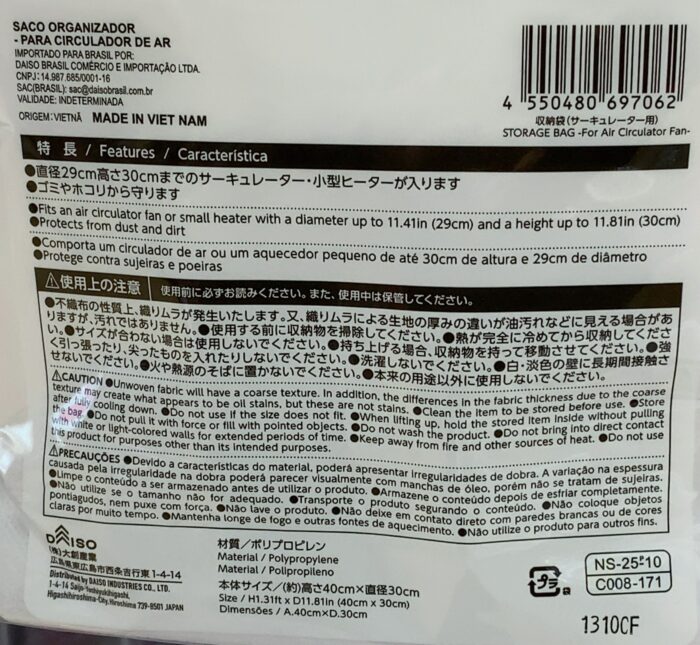 SACO ORGANIZADOR
- PARA CIRCULADOR DE AR
IMPORTADO PARA BRASIL POR:
DAISO BRASIL COMÉRCIO E IMPORTAÇÃO LTDA.
CNPJ: 14.987.685/0001-16
SAC(BRASIL): sac@daisobrasil.com.br
VALIDADE: INDETERMINADA
ORIGEM:VIETNÃ MADE IN VIET NAM
4 550480 697062
収納袋(サーキュレーター用)
STORAGE BAG -For Air Circulator Fan-
特 長 / Features / Característica
●直径29cm高さ30cmまでのサーキュレーター・小型ヒーターが入ります
●ゴミやホコリから守ります
●Fits an air circulator fan or small heater with a diameter up to 11.41in (29cm) and a height up to 11.81in (30cm)
●Protects from dust and dirt
●Comporta um circulador de ar ou um aquecedor pequeno de até 30cm de altura e 29cm de diâmetro
●Protege contra sujeiras e poeiras
⚠使用上の注意 使用前に必ずお読みください。また、使用中は保管してください。
●不織布の性質上、織りムラが発生いたします。又、織りムラによる生地の厚みの違いが油汚れなどに見える場合があ
りますが、汚れではありません。●使用する前に収納物を掃除してください。●熱が完全に冷めてから収納してくださ
い。●サイズが合わない場合は使用しないでください。●持ち上げる場合、収納物を持って移動させてください。●強
く引っ張ったり、尖ったものを入れたりしないでください。●洗濯しないでください。●白・淡色の壁に長期間接触さ
せないでください。●火や熱源のそばに置かないでください。●本来の用途以外に使用しないでください。
⚠CAUTION ●Unwoven fabric will have a coarse texture. In addition, the differences in the fabric thickness due to the coarse
texture may create what appears to be oil stains, but these are not stains. ●Clean the item to be stored before use. ●Store
after fully cooling down. ●Do not use if the size does not fit. ●When lifting up, hold the stored item inside without pulling
the bag. ●Do not pull it with force or fill with pointed objects. ●Do not wash the product. ●Do not bring into direct contact
with white or light-colored walls for extended periods of time. ●Keep away from fire and other sources of heat. ●Do not use
this product for purposes other than its intended purposes.
⚠PRECAUÇÕES ●Devido a características do material, poderá apresentar irregularidades de dobra. A variação na espessura
causada pela irregularidade na dobra poderá parecer visualmente com manchas de óleo, porém não se tratam de sujeiras.
●Limpe o conteúdo a ser armazenado antes de utilizar o produto. ●Armazene o conteúdo depois de esfriar completamente.
●Não utilize se o tamanho não for adequado. ●Transporte o produto segurando o conteúdo. ●Não coloque objetos
pontiagudos, nem puxe com força. ●Não lave o produto. ●Não deixe em contato direto com paredes brancas ou de cores
claras por muito tempo. ●Mantenha longe de fogo e outras fontes de aquecimento. ●Não utilize o produto para outros fins.
DAISO
(株)大創産業
広島県東広島市西条吉行東1-4-14
Distributed by DAISO INDUSTRIES CO., LTD.
1-4-14 Saijo-Yoshiyukihigashi,
Higashihiroshima-City, Hiroshima 739-8501 JAPAN
材質/ポリプロピレン
Material / Polypropylene
Material / Polipropileno
本体サイズ/(約)高さ40cm×直径30cm
Size / H1.31ft x D11.81in (40cm x 30cm)
Dimensões / A.40cm×D.30cm
プラ
袋
NS-25ﾓ10
C008-171
1310CF